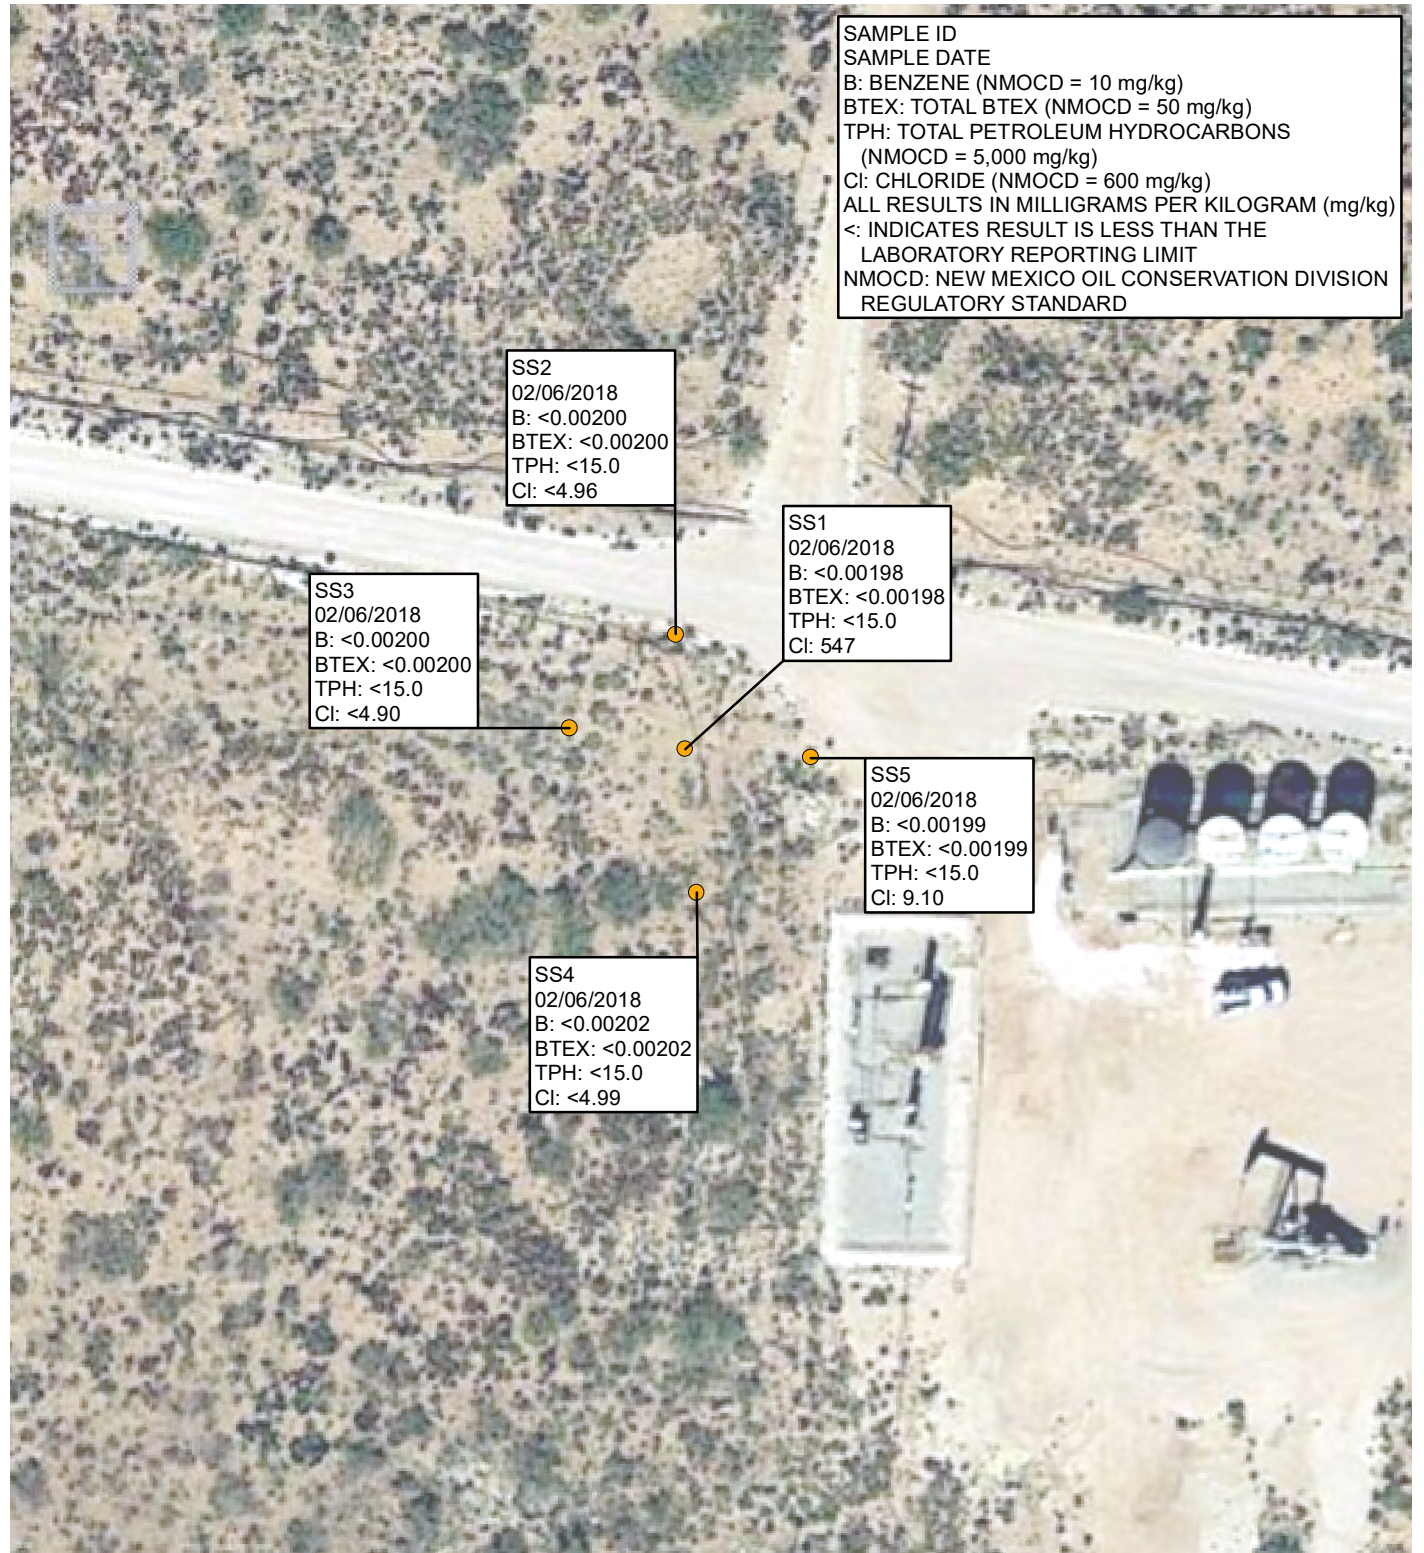 SAMPLE ID
SAMPLE DATE
B: BENZENE (NMOCD = 10 mg/kg)
BTEX: TOTAL BTEX (NMOCD = 50 mg/kg)
TPH: TOTAL PETROLEUM HYDROCARBONS
(NMOCD = 5,000 mg/kg)
Cl: CHLORIDE (NMOCD = 600 mg/kg)
ALL RESULTS IN MILLIGRAMS PER KILOGRAM (mg/kg)
<: INDICATES RESULT IS LESS THAN THE
LABORATORY REPORTING LIMIT
NMOCD: NEW MEXICO OIL CONSERVATION DIVISION
REGULATORY STANDARD
SS2
02/06/2018
B: <0.00200
BTEX: <0.00200
TPH: <15.0
Cl: <4.96
SS1
02/06/2018
B: <0.00198
BTEX: <0.00198
TPH: <15.0
Cl: 547
SS3
02/06/2018
B: <0.00200
BTEX: <0.00200
TPH: <15.0
Cl: <4.90
SS5
02/06/2018
B: <0.00199
BTEX: <0.00199
TPH: <15.0
Cl: 9.10
SS4
02/06/2018
B: <0.00202
BTEX: <0.00202
TPH: <15.0
Cl: <4.99